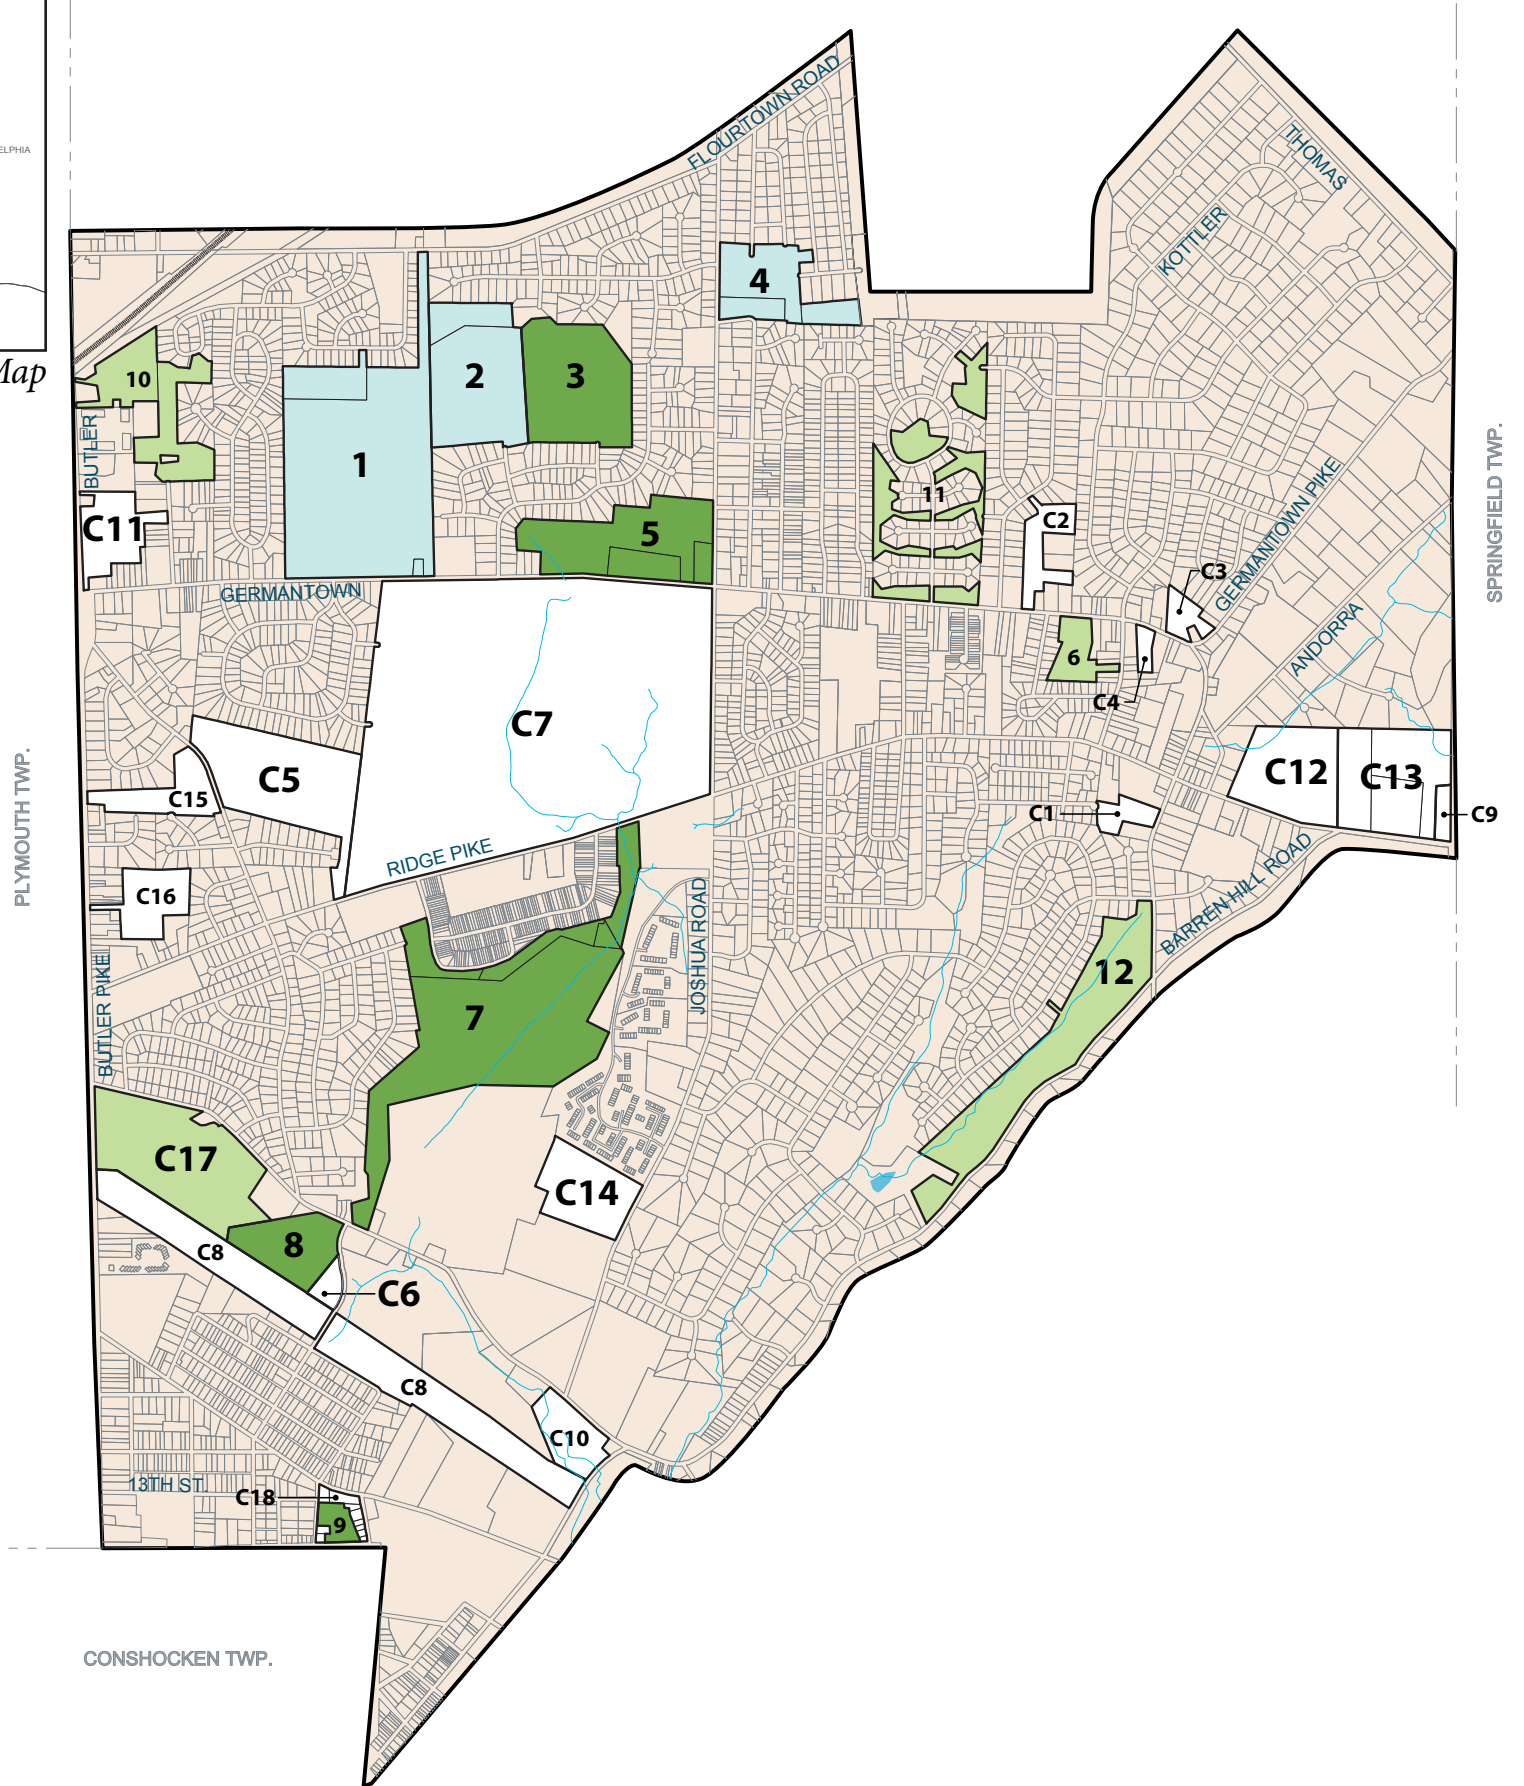 FLOURTOWN ROAD
THOMAS
ELPHIA
KOTTLER
4
Map
10
2
3
BUTLER
1
11
GERMANTOWN PIKE
SPRINGFIELD TWP.
C11
5
C2
C3
GERMANTOWN
ANDORRA
6
C4
C7
C5
C15
C12
C13
PLYMOUTH TWP.
C1
C9
RIDGE PIKE
BARREN HILL ROAD
C16
JOSHUA ROAD
12
BUTLER PIKE
7
C17
C14
8
C8
C6
C8
C10
13TH ST.
C18
9
CONSHOCKEN TWP.